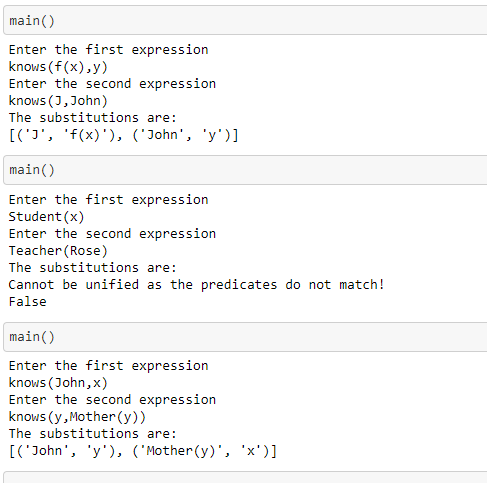 main()
Enter the first expression
knows(f(x),y)
Enter the second expression
knows(J,John)
The substitutions are:
[('J', 'f(x)'), ('John', 'y')]
main()
Enter the first expression
Student(x)
Enter the second expression
Teacher(Rose)
The substitutions are:
Cannot be unified as the predicates do not match!
False
main()
Enter the first expression
knows(John,x)
Enter the second expression
knows(y,Mother(y))
The substitutions are:
[('John', 'y'), ('Mother(y)', 'x')]